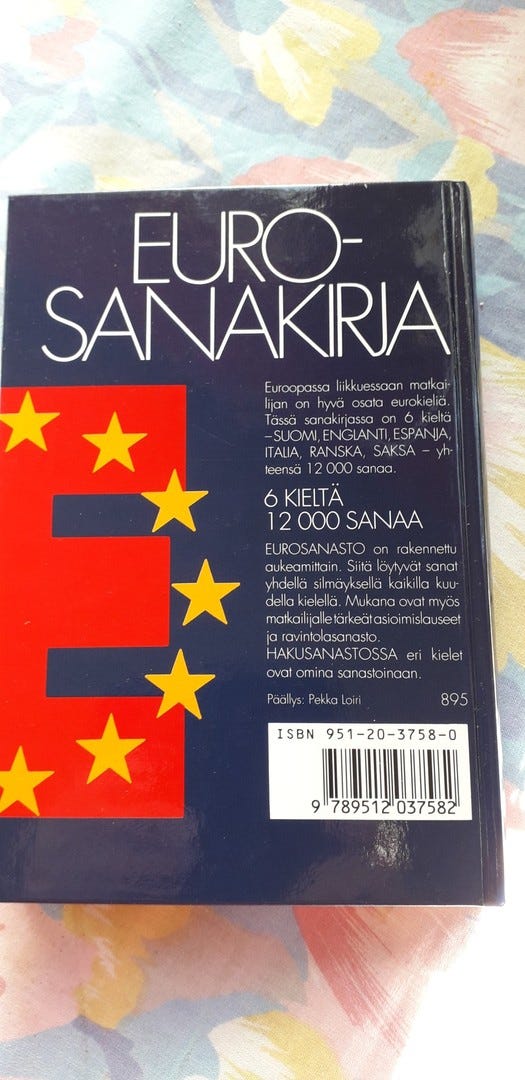 EURO-
SANAKIRJA
Euroopassa liikkuessaan matkai-
lijan on hyvä osata eurokieliä.
Tässä sanakirjassa on 6 kieltä
– SUOMI, ENGLANTI, ESPANJA,
ITALIA, RANSKA, SAKSA – yh-
teensä 12 000 sanaa.
6 KIELTÄ
12 000 SANAA
EUROSANASTO on rakennettu
aukeamittain. Siitä löytyvät sanat
yhdellä silmäyksellä kaikilla kuu-
della kielellä. Mukana ovat myös
matkailijalle tärkeät asioimislauseet
ja ravintolasanasto.
HAKUSANASTOSSA eri kielet
ovat omina sanastoinaan.
Päällys: Pekka Loiri 895
ISBN 951-20-3758-0
9 789512 037582